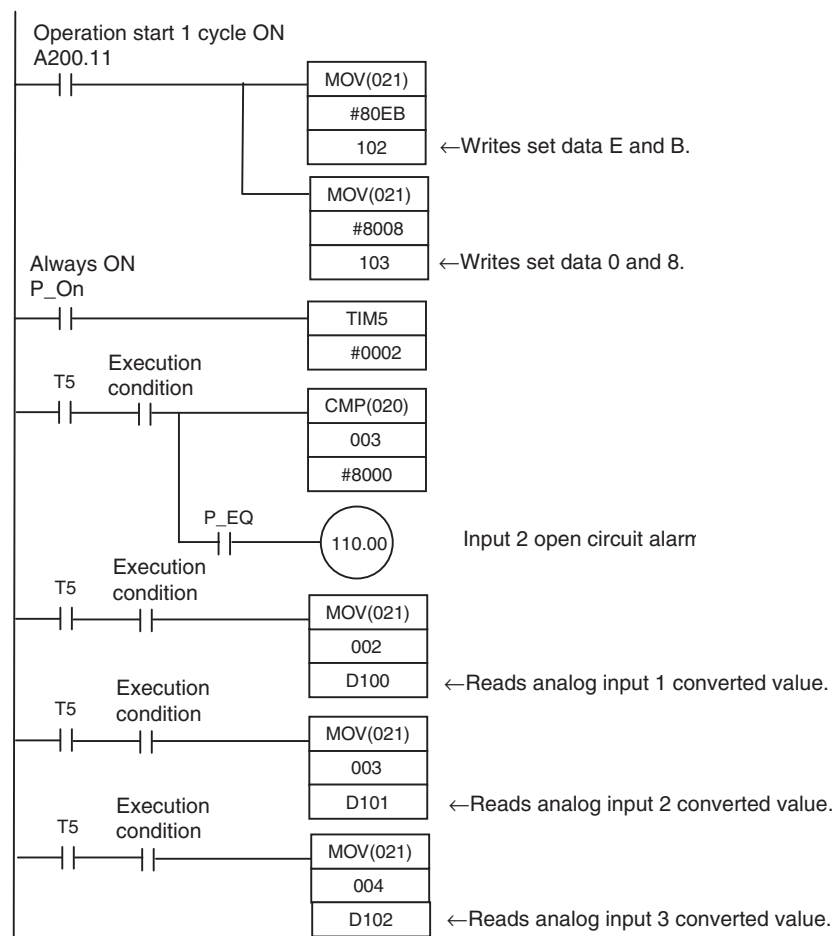 Operation start 1 cycle ON
A200.11
MOV(021)
#80EB
102 ←Writes set data E and B.
MOV(021)
#8008
103 ←Writes set data 0 and 8.
Always ON
P_On
TIM5
#0002
T5 Execution
condition
CMP(020)
003
#8000
P_EQ
110.00 Input 2 open circuit alarm
T5 Execution
condition
MOV(021)
002
D100 ←Reads analog input 1 converted value.
T5 Execution
condition
MOV(021)
003
D101 ←Reads analog input 2 converted value.
T5 Execution
condition
MOV(021)
004
D102 ←Reads analog input 3 converted value.